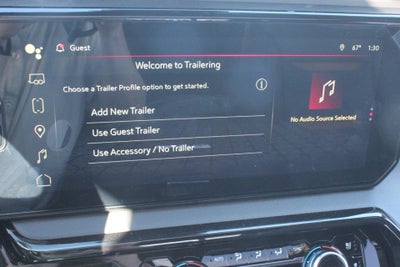 Guest
67° 1:30
Welcome to Trailering
Choose a Trailer Profile option to get started.
Add New Trailer
Use Guest Trailer
Use Accessory / No Trailer
No Audio Source Selected